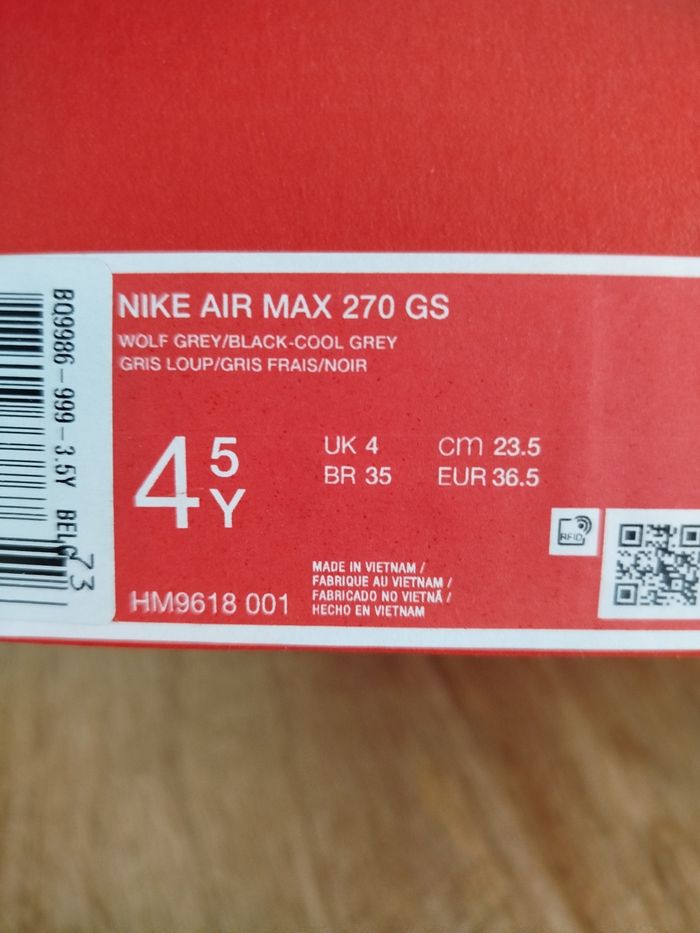 BQ9986-999-3.5Y BEL
73
NIKE AIR MAX 270 GS
WOLF GREY/BLACK-COOL GREY
GRIS LOUP/GRIS FRAIS/NOIR
4 5 Y
UK 4 cm 23.5
BR 35 EUR 36.5
RFID
HM9618 001
MADE IN VIETNAM /
FABRIQUE AU VIETNAM /
FABRICADO NO VIETNÃ /
HECHO EN VIETNAM